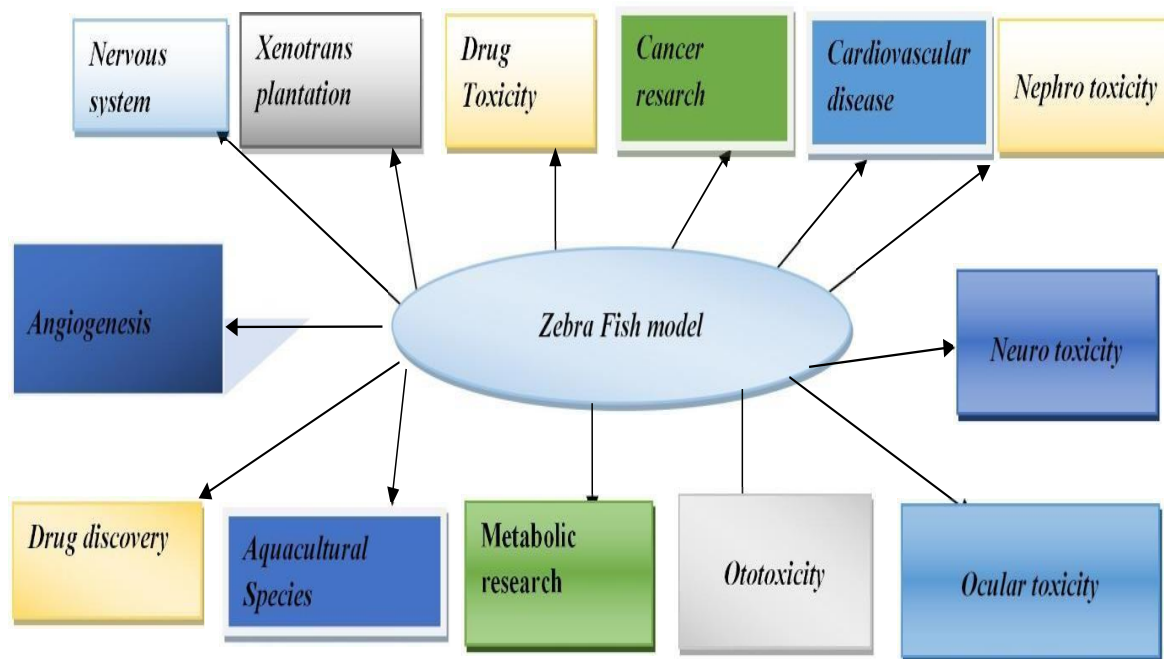 Nervous
system
Xenotrans
plantation
Drug
Toxicity
Cancer
resarch
Cardiovascular
disease
Nephro toxicity
Angiogenesis
Zebra Fish model
Neuro toxicity
Drug discovery
Aquacultural
Species
Metabolic
research
Ototoxicity
Ocular toxicity